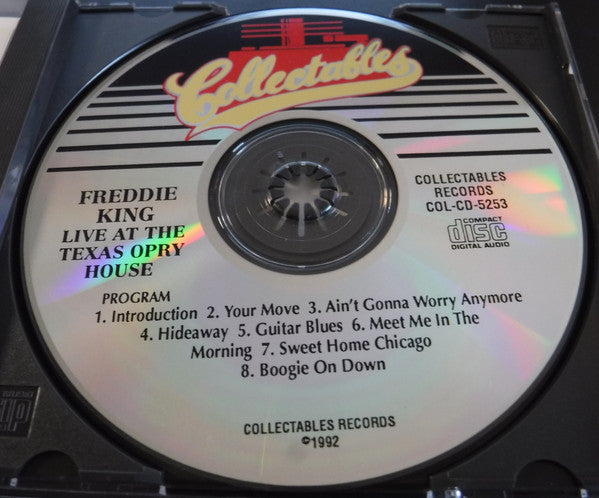 Collectables
FREDDIE
KING
LIVE AT THE
TEXAS OPRY
HOUSE
COLLECTABLES
RECORDS
COL-CD-5253
COMPACT
disc
DIGITAL AUDIO
PROGRAM
1. Introduction 2. Your Move 3. Ain't Gonna Worry Anymore
4. Hideaway 5. Guitar Blues 6. Meet Me In The
Morning 7. Sweet Home Chicago
8. Boogie On Down
COLLECTABLES RECORDS
©1992